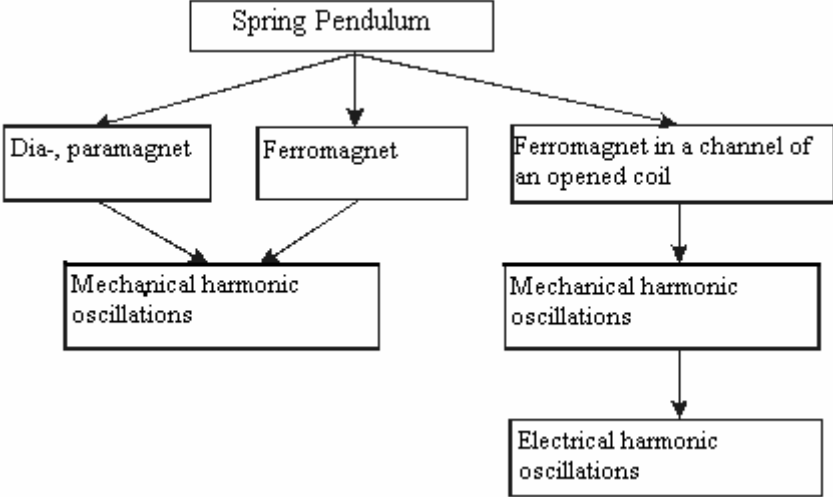 Spring Pendulum
Dia-, paramagnet
Ferromagnet
Ferromagnet in a channel of
an opened coil
Mechanical harmonic
oscillations
Mechanical harmonic
oscillations
Electrical harmonic
oscillations